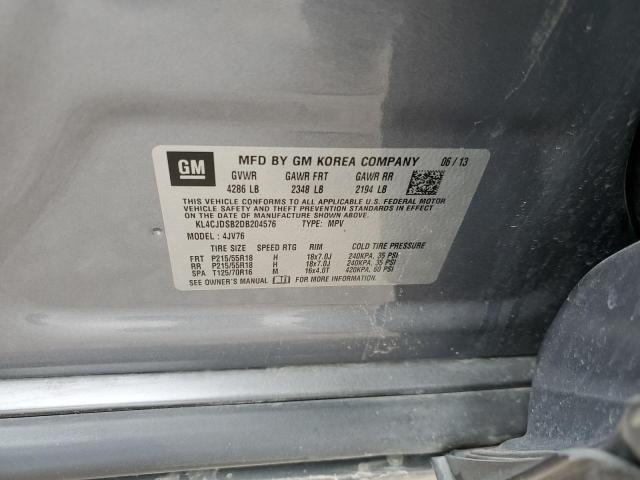 GM MFD BY GM KOREA COMPANY 06/13
GVWR GAWR FRT GAWR RR
4286 LB 2348 LB 2194 LB
THIS VEHICLE CONFORMS TO ALL APPLICABLE U.S. FEDERAL MOTOR
VEHICLE SAFETY AND THEFT PREVENTION STANDARDS IN EFFECT
ON THE DATE OF MANUFACTURE SHOWN ABOVE.
KL4CJDSB2DB204576 TYPE: MPV
MODEL : 4JV76
TIRE SIZE SPEED RTG RIM COLD TIRE PRESSURE
FRT P215/55R18 H 18x7.0J 240KPA, 35 PSI
RR P215/55R18 H 18x7.0J 240KPA, 35 PSI
SPA T125/70R16 M 16x4.0T 420KPA, 60 PSI
SEE OWNER'S MANUAL FOR MORE INFORMATION.